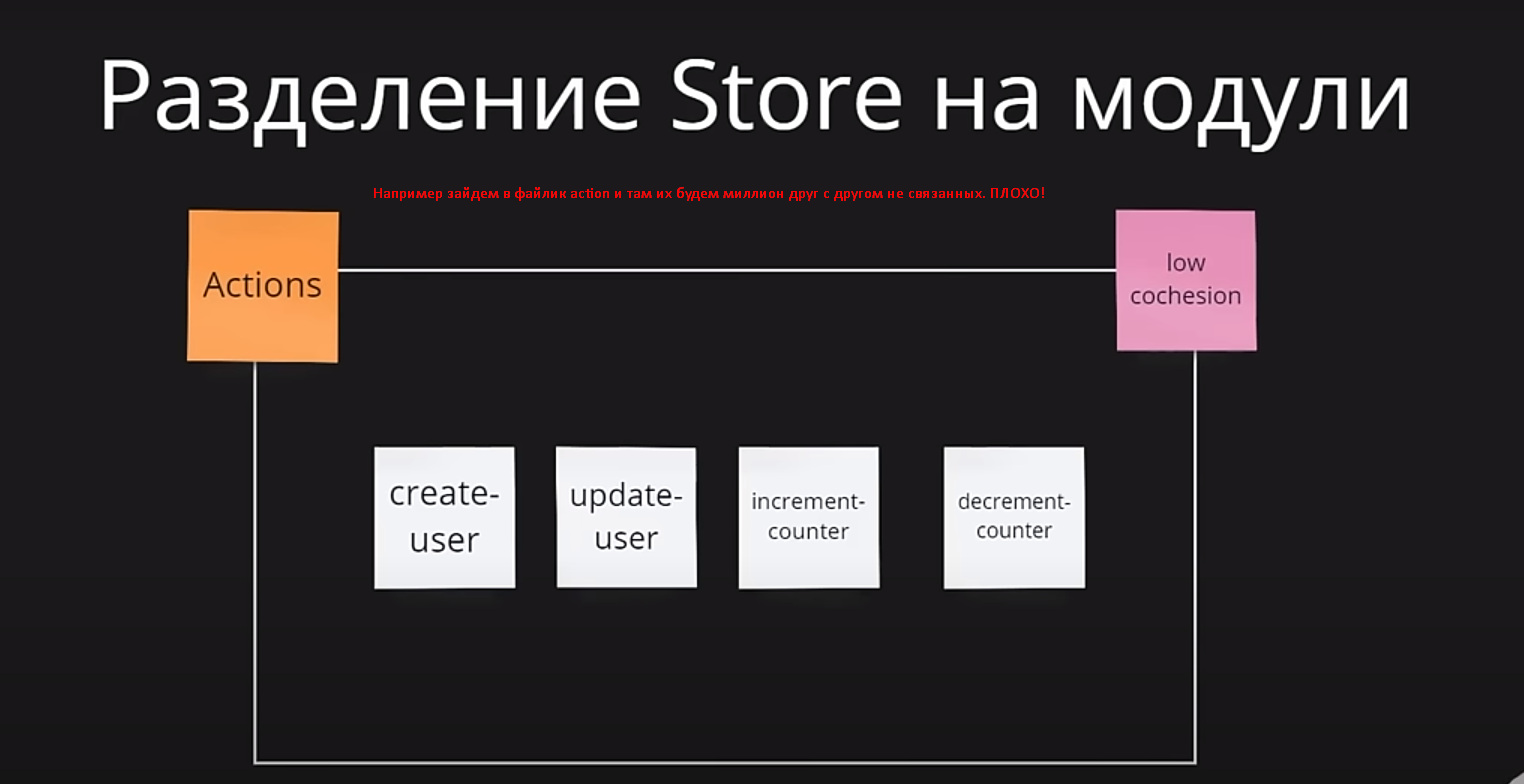 Разделение Store на модули
Например зайдем в файлик action и там их будем миллион друг с другом не связанных. ПЛОХО!
Actions
low
cochesion
create-
user
update-
user
increment-
counter
decrement-
counter